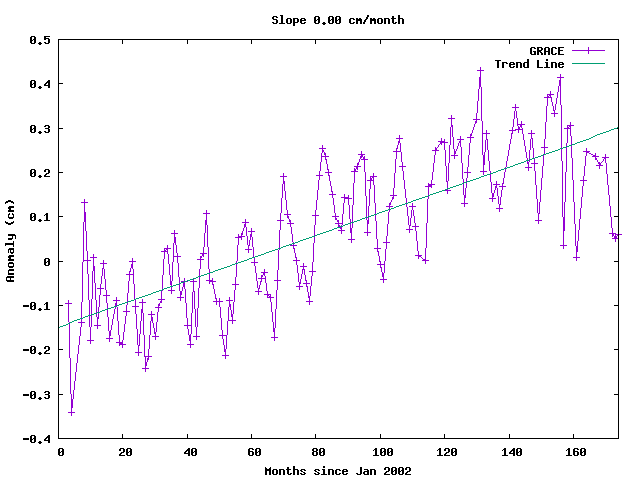 Slope 0.00 cm/month
0.5
GRACE
Trend Line
0.4
0.3
0.2
0.1
0
-0.1
-0.2
-0.3
-0.4
Anomaly (cm)
0 20 40 60 80 100 120 140 160
Months since Jan 2002